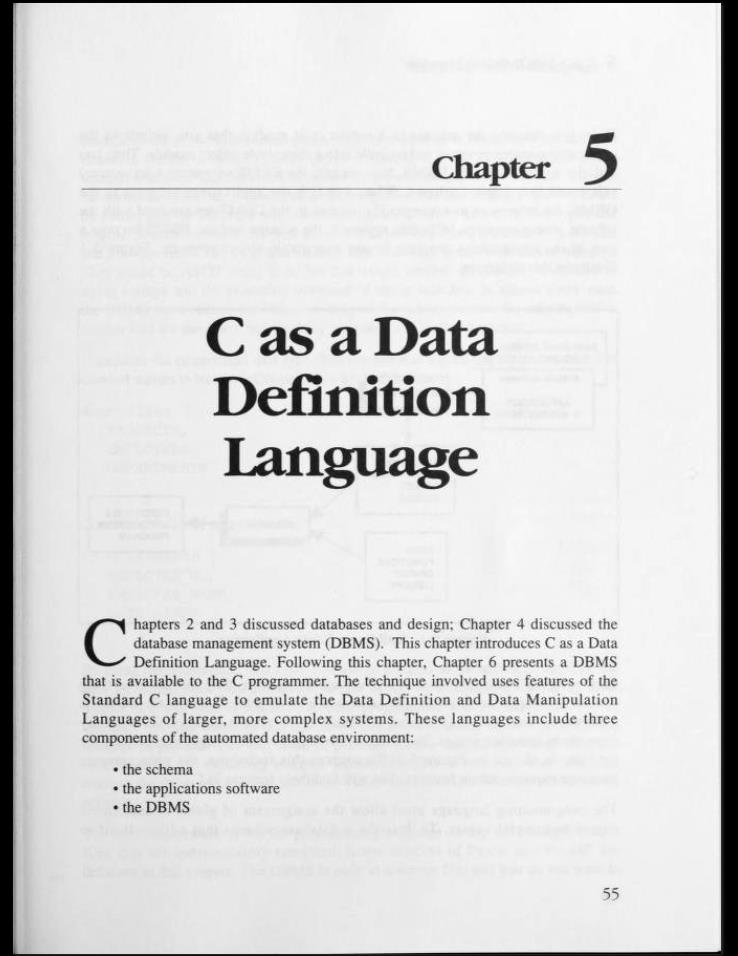 Chapter 5
C as a Data
Definition
Language
Chapters 2 and 3 discussed databases and design; Chapter 4 discussed the
database management system (DBMS). This chapter introduces C as a Data
Definition Language. Following this chapter, Chapter 6 presents a DBMS
that is available to the C programmer. The technique involved uses features of the
Standard C language to emulate the Data Definition and Data Manipulation
Languages of larger, more complex systems. These languages include three
components of the automated database environment:
• the schema
• the applications software
• the DBMS
55